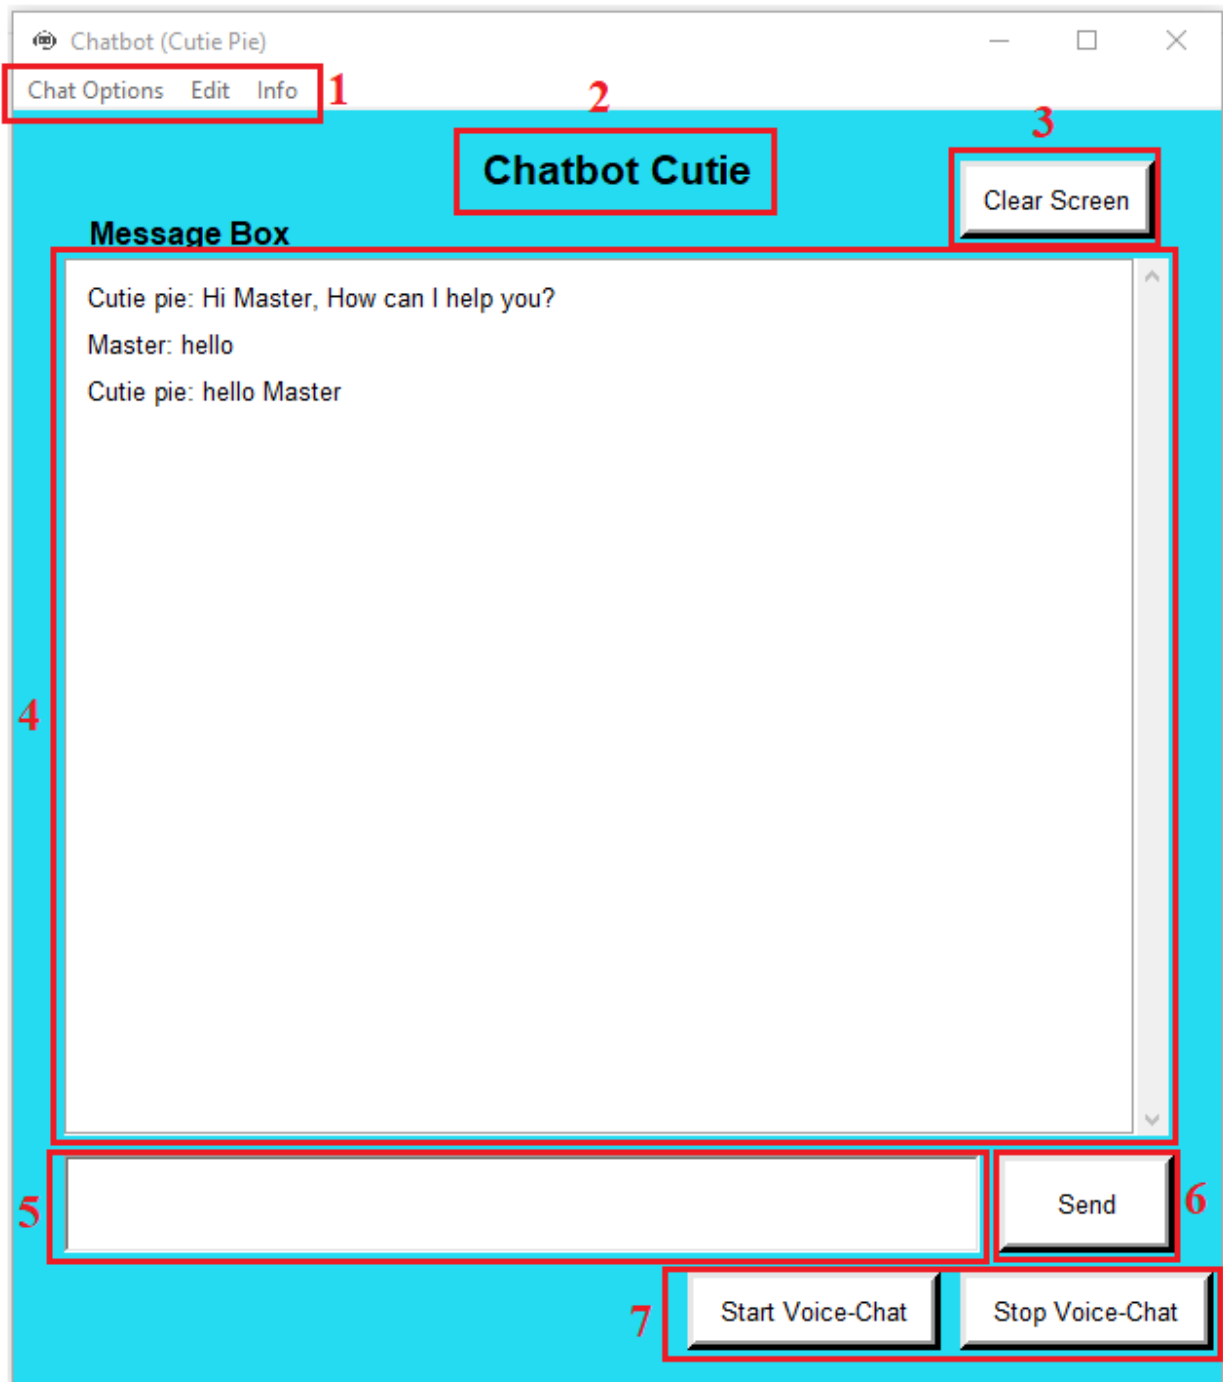 Chatbot (Cutie Pie)
Chat Options Edit Info 1
2
3
Chatbot Cutie
Clear Screen
Message Box
Cutie pie: Hi Master, How can I help you?
Master: hello
Cutie pie: hello Master
4
5
Send
6
7
Start Voice-Chat Stop Voice-Chat